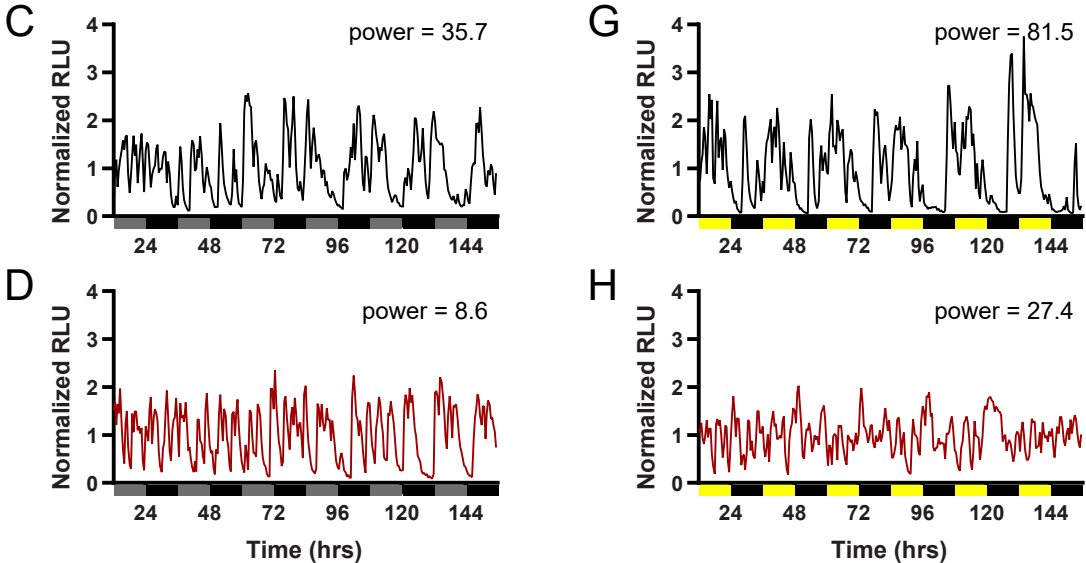 C
power = 35.7
Normalized RLU
4
3
2
1
0
24 48 72 96 120 144
D
power = 8.6
Normalized RLU
4
3
2
1
0
24 48 72 96 120 144
Time (hrs)
G
power = 81.5
Normalized RLU
4
3
2
1
0
24 48 72 96 120 144
H
power = 27.4
Normalized RLU
4
3
2
1
0
24 48 72 96 120 144
Time (hrs)